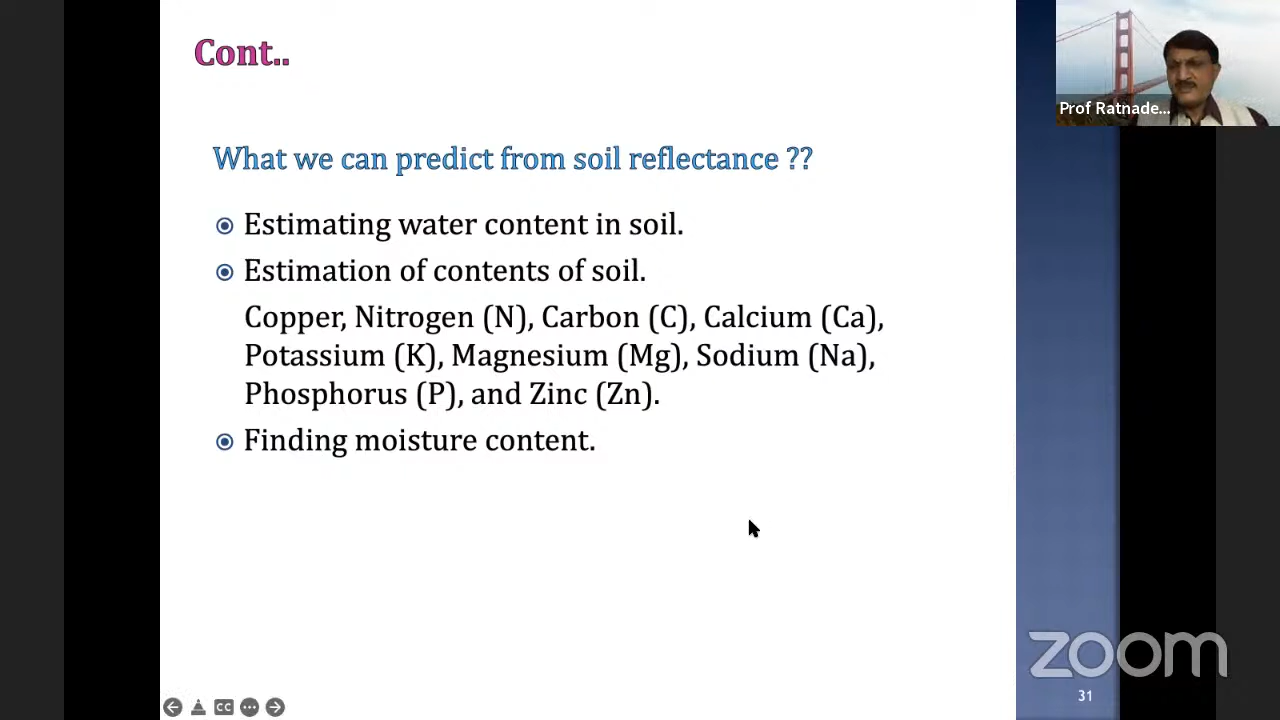 Cont..
Prof Ratnade...
What we can predict from soil reflectance ??
Estimating water content in soil.
Estimation of contents of soil.
Copper, Nitrogen (N), Carbon (C), Calcium (Ca),
Potassium (K), Magnesium (Mg), Sodium (Na),
Phosphorus (P), and Zinc (Zn).
Finding moisture content.
zoom
31
CC